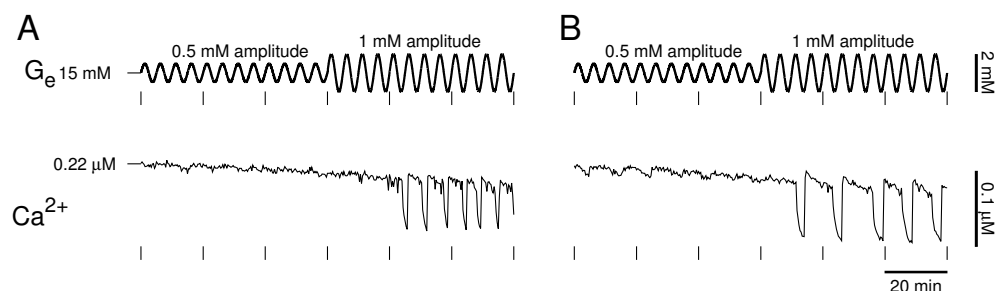 A
B
0.5 mM amplitude
1 mM amplitude
0.5 mM amplitude
1 mM amplitude
Ge 15 mM
2 mM
0.22 µM
Ca2+
0.1 µM
20 min